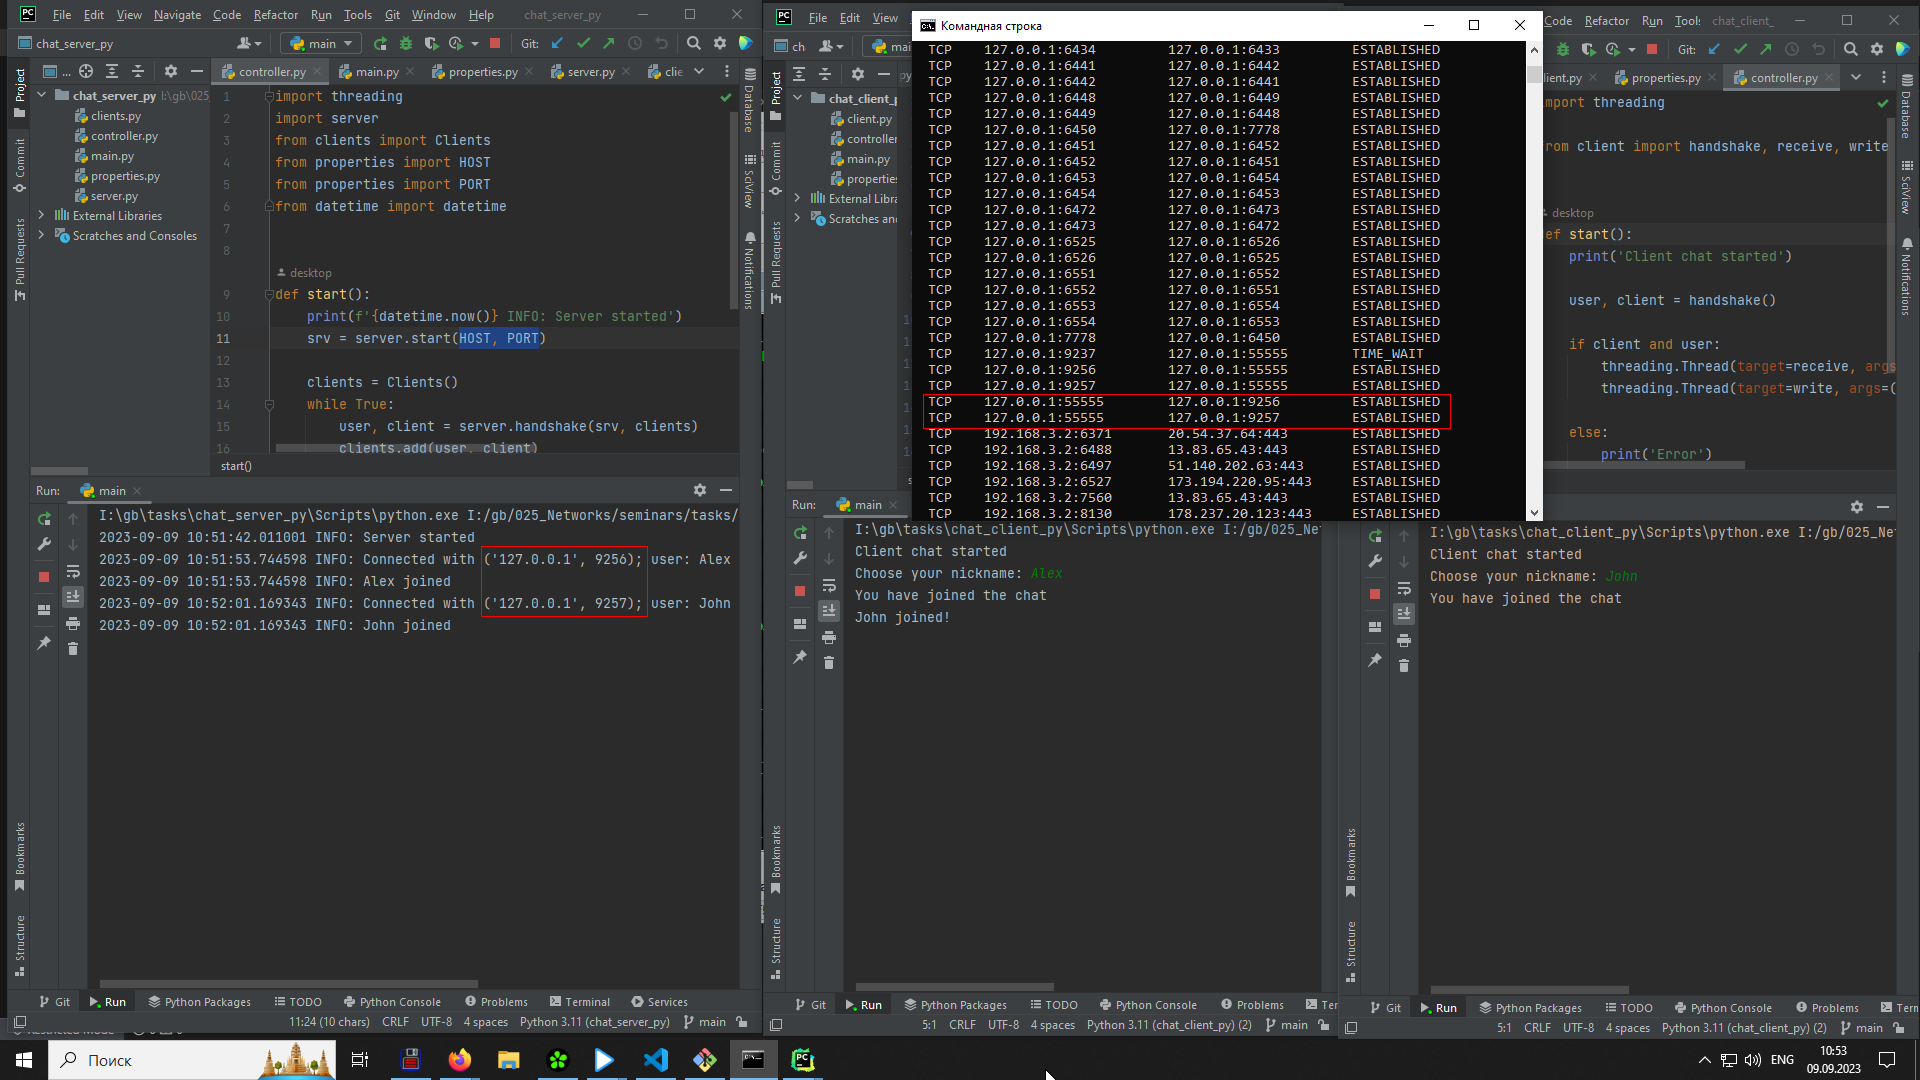 File Edit View Navigate Code Refactor Run Tools Git Window Help chat_server_py
chat_server_py main Git:
Project
Commit
Pull Requests
Bookmarks
Structure
...
chat_server_py I:\gb\025
clients.py
controller.py
main.py
properties.py
server.py
External Libraries
Scratches and Consoles
controller.py main.py properties.py server.py clie
1 import threading
2 import server
3 from clients import Clients
4 from properties import HOST
5 from properties import PORT
6 from datetime import datetime
7
8
desktop
9 def start():
10 print(f'{datetime.now()} INFO: Server started')
11 srv = server.start(HOST, PORT)
12
13 clients = Clients()
14 while True:
15 user, client = server.handshake(srv, clients)
16 clients.add(user, client)
start()
Database
SciView
Notifications
Run: main
I:\gb\tasks\chat_server_py\Scripts\python.exe I:/gb/025_Networks/seminars/tasks/
2023-09-09 10:51:42.011001 INFO: Server started
2023-09-09 10:51:53.744598 INFO: Connected with ('127.0.0.1', 9256); user: Alex
2023-09-09 10:51:53.744598 INFO: Alex joined
2023-09-09 10:52:01.169343 INFO: Connected with ('127.0.0.1', 9257); user: John
2023-09-09 10:52:01.169343 INFO: John joined
Git Run Python Packages TODO Python Console Problems Terminal Services
11:24 (10 chars) CRLF UTF-8 4 spaces Python 3.11 (chat_server_py) main
File Edit View
ch mai
Project
Commit
Pull Requests
Bookmarks
Structure
chat_client_p
client.py
controller
main.py
properties
External Librar
Scratches and
Run: main
I:\gb\tasks\chat_client_py\Scripts\python.exe I:/gb/025_Net
Client chat started
Choose your nickname: Alex
You have joined the chat
John joined!
Git Run Python Packages TODO Python Console Problems Ter
5:1 CRLF UTF-8 4 spaces Python 3.11 (chat_client_py) (2) main
Командная строка
TCP 127.0.0.1:6434 127.0.0.1:6433 ESTABLISHED
TCP 127.0.0.1:6441 127.0.0.1:6442 ESTABLISHED
TCP 127.0.0.1:6442 127.0.0.1:6441 ESTABLISHED
TCP 127.0.0.1:6448 127.0.0.1:6449 ESTABLISHED
TCP 127.0.0.1:6449 127.0.0.1:6448 ESTABLISHED
TCP 127.0.0.1:6450 127.0.0.1:7778 ESTABLISHED
TCP 127.0.0.1:6451 127.0.0.1:6452 ESTABLISHED
TCP 127.0.0.1:6452 127.0.0.1:6451 ESTABLISHED
TCP 127.0.0.1:6453 127.0.0.1:6454 ESTABLISHED
TCP 127.0.0.1:6454 127.0.0.1:6453 ESTABLISHED
TCP 127.0.0.1:6472 127.0.0.1:6473 ESTABLISHED
TCP 127.0.0.1:6473 127.0.0.1:6472 ESTABLISHED
TCP 127.0.0.1:6525 127.0.0.1:6526 ESTABLISHED
TCP 127.0.0.1:6526 127.0.0.1:6525 ESTABLISHED
TCP 127.0.0.1:6551 127.0.0.1:6552 ESTABLISHED
TCP 127.0.0.1:6552 127.0.0.1:6551 ESTABLISHED
TCP 127.0.0.1:6553 127.0.0.1:6554 ESTABLISHED
TCP 127.0.0.1:6554 127.0.0.1:6553 ESTABLISHED
TCP 127.0.0.1:7778 127.0.0.1:6450 ESTABLISHED
TCP 127.0.0.1:9237 127.0.0.1:55555 TIME_WAIT
TCP 127.0.0.1:9256 127.0.0.1:55555 ESTABLISHED
TCP 127.0.0.1:9257 127.0.0.1:55555 ESTABLISHED
TCP 127.0.0.1:55555 127.0.0.1:9256 ESTABLISHED
TCP 127.0.0.1:55555 127.0.0.1:9257 ESTABLISHED
TCP 192.168.3.2:6371 20.54.37.64:443 ESTABLISHED
TCP 192.168.3.2:6488 13.83.65.43:443 ESTABLISHED
TCP 192.168.3.2:6497 51.140.202.63:443 ESTABLISHED
TCP 192.168.3.2:6527 173.194.220.95:443 ESTABLISHED
TCP 192.168.3.2:7560 13.83.65.43:443 ESTABLISHED
TCP 192.168.3.2:8130 178.237.20.123:443 ESTABLISHED
Code Refactor Run Tools chat_client_
Git:
lient.py properties.py controller.py
mport threading
rom client import handshake, receive, write
desktop
ef start():
print('Client chat started')
user, client = handshake()
if client and user:
threading.Thread(target=receive, args
threading.Thread(target=write, args=(
else:
print('Error')
Database
SciView
Notifications
I:\gb\tasks\chat_client_py\Scripts\python.exe I:/gb/025_Net
Client chat started
Choose your nickname: John
You have joined the chat
Bookmarks
Structure
Git Run Python Packages TODO Python Console Problems Tern
5:1 CRLF UTF-8 4 spaces Python 3.11 (chat_client_py) (2) main
Поиск
ENG
10:53
09.09.2023